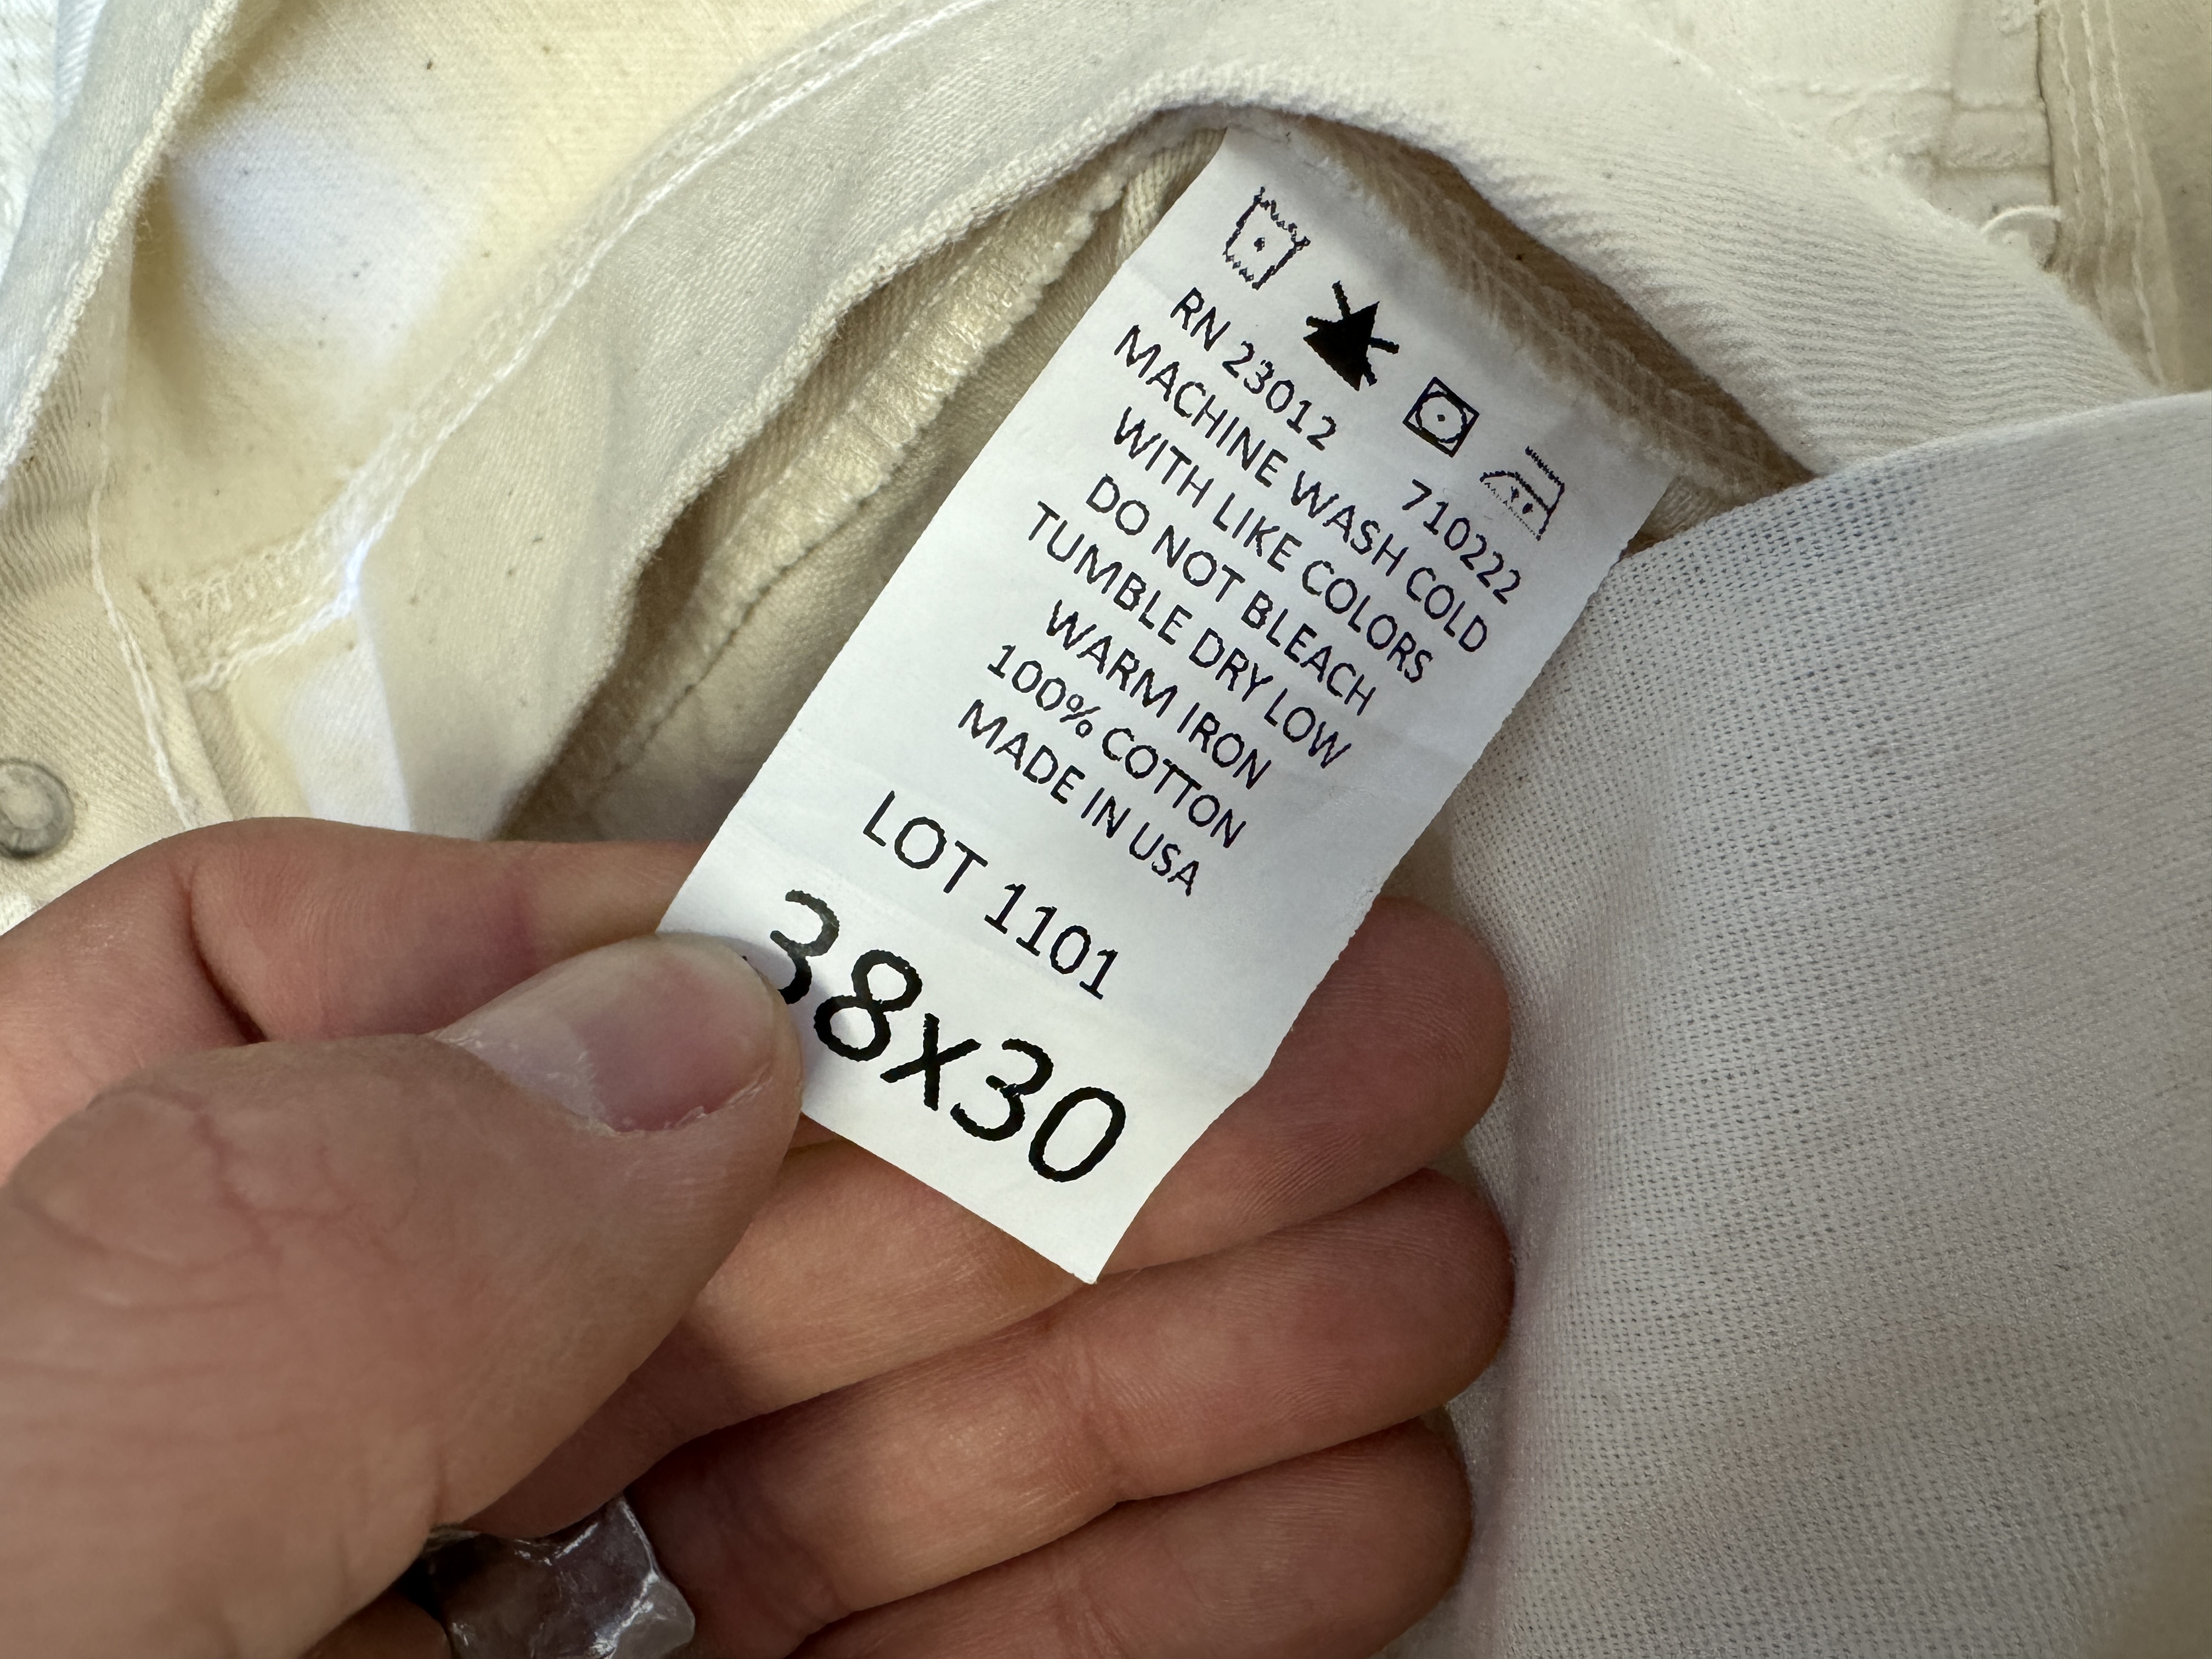 RN 23012 710222
MACHINE WASH COLD
WITH LIKE COLORS
DO NOT BLEACH
TUMBLE DRY LOW
WARM IRON
100% COTTON
MADE IN USA
LOT 1101
38x30